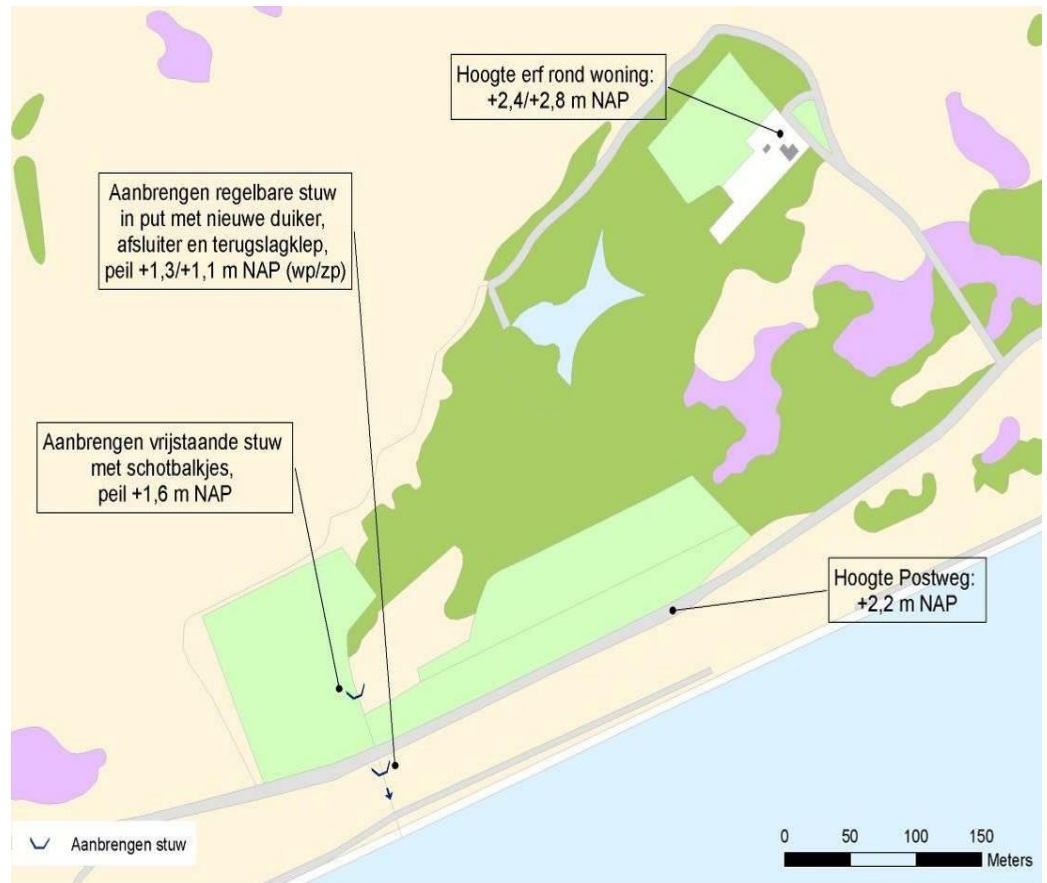 Hoogte erf rond woning:
+2,4/+2,8 m NAP
Aanbrengen regelbare stuw
in put met nieuwe duiker,
afsluiter en terugslagklep,
peil +1,3/+1,1 m NAP (wp/zp)
Aanbrengen vrijstaande stuw
met schotbalkjes,
peil +1,6 m NAP
Hoogte Postweg:
+2,2 m NAP
Aanbrengen stuw
0 50 100 150
Meters